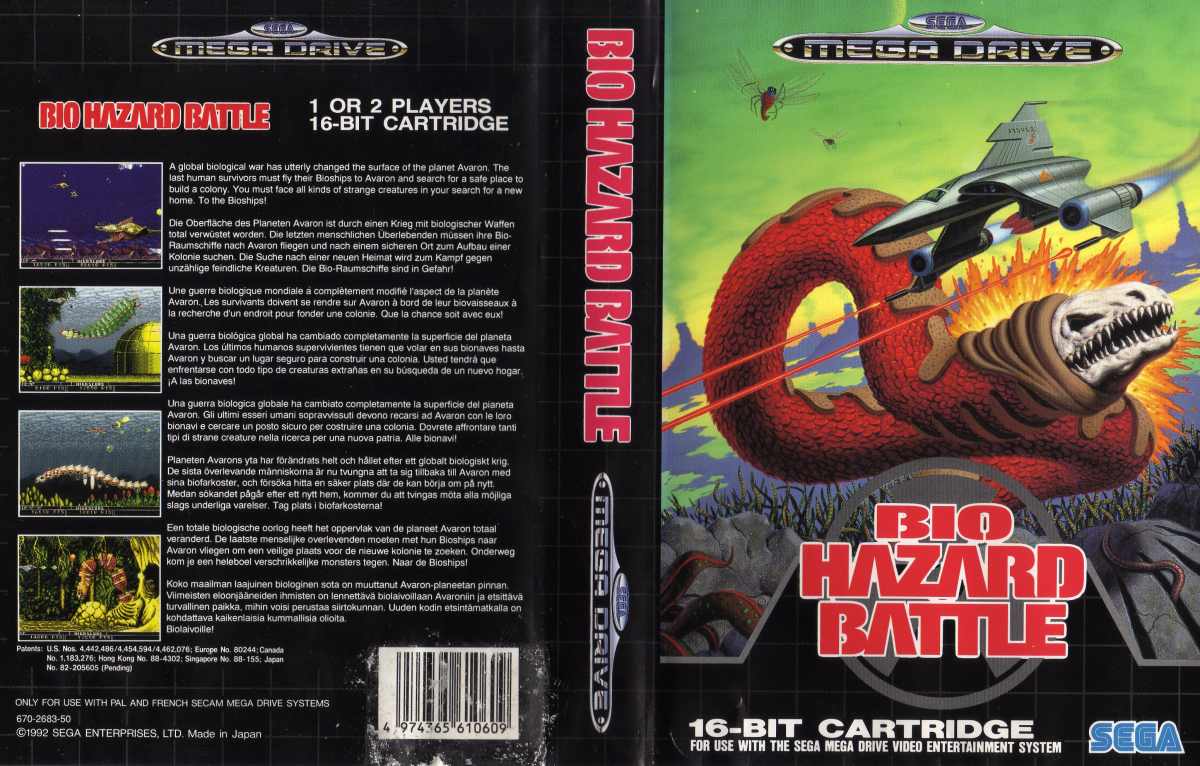 SEGA
MEGA DRIVE
BIO HAZARD BATTLE
1 OR 2 PLAYERS
16-BIT CARTRIDGE
A global biological war has utterly changed the surface of the planet Avaron. The
last human survivors must fly their Bioships to Avaron and search for a safe place to
build a colony. You must face all kinds of strange creatures in your search for a new
home. To the Bioships!
Die Oberfläche des Planeten Avaron ist durch einen Krieg mit biologischer Waffen
total verwüstet worden. Die letzten menschlichen Überlebenden müssen ihre Bio-
Raumschiffe nach Avaron fliegen und nach einem sicheren Ort zum Aufbau einer
Kolonie suchen. Die Suche nach einer neuen Heimat wird zum Kampf gegen
unzählige feindliche Kreaturen. Die Bio-Raumschiffe sind in Gefahr!
Une guerre biologique mondiale a complètement modifié l'aspect de la planète
Avaron. Les survivants doivent se rendre sur Avaron à bord de leur biovaisseaux à
la recherche d'un endroit pour fonder une colonie. Que la chance soit avec eux!
Una guerra biológica global ha cambiado completamente la superficie del planeta
Avaron. Los últimos humanos supervivientes tienen que volar en sus bionaves hasta
Avaron y buscar un lugar seguro para construir una colonia. Usted tendrá que
enfrentarse con todo tipo de criaturas extrañas en su búsqueda de un nuevo hogar.
¡A las bionaves!
Una guerra biologica globale ha cambiato completamente la superficie del pianeta
Avaron. Gli ultimi esseri umani sopravvissuti devono recarsi ad Avaron con le loro
bionavi e cercare un posto sicuro per costruire una colonia. Dovrete affrontare tanti
tipi di strane creature nella ricerca per una nuova patria. Alle bionavi!
Planeten Avarons yta har förändrats helt och hållet efter ett globalt biologiskt krig.
De sista överlevande människorna är nu tvungna att ta sig tillbaka till Avaron med
sina biofarkoster, och försöka hitta en säker plats där de kan börja om på nytt.
Medan sökandet pågår efter ett nytt hem, kommer du att tvingas möta alla möjliga
slags underliga varelser. Tag plats i biofarkosterna!
Een totale biologische oorlog heeft het oppervlak van de planeet Avaron totaal
veranderd. De laatste menselijke overlevenden moeten met hun Bioships naar
Avaron vliegen om een veilige plaats voor de nieuwe kolonie te zoeken. Onderweg
kom je een heleboel verschrikkelijke monsters tegen. Naar de Bioships!
Koko maailman laajuinen biologinen sota on muuttanut Avaron-planeetan pinnan.
Viimeisten eloonjääneiden ihmisten on lennettävä biolaivoillaan Avaroniin ja etsittävä
turvallinen paikka, mihin voisi perustaa siirtokunnan. Uuden kodin etsintämatkalla on
kohdattava kaikenlaisia kummallisia olioita.
Biolaivoille!
Patents: U.S. Nos. 4,442,486/4,454,594/4,462,076; Europe No. 80244;Canada
No. 1,183,276; Hong Kong No. 88-4302; Singapore No. 88-155; Japan
No. 82-205605 (Pending)
ONLY FOR USE WITH PAL AND FRENCH SECAM MEGA DRIVE SYSTEMS
670-2683-50
©1992 SEGA ENTERPRISES, LTD. Made in Japan
4 974365 610609
BIO HAZARD BATTLE
SEGA
MEGA DRIVE
SEGA
MEGA DRIVE
BIO
HAZARD
BATTLE
16-BIT CARTRIDGE
FOR USE WITH THE SEGA MEGA DRIVE VIDEO ENTERTAINMENT SYSTEM
SEGA